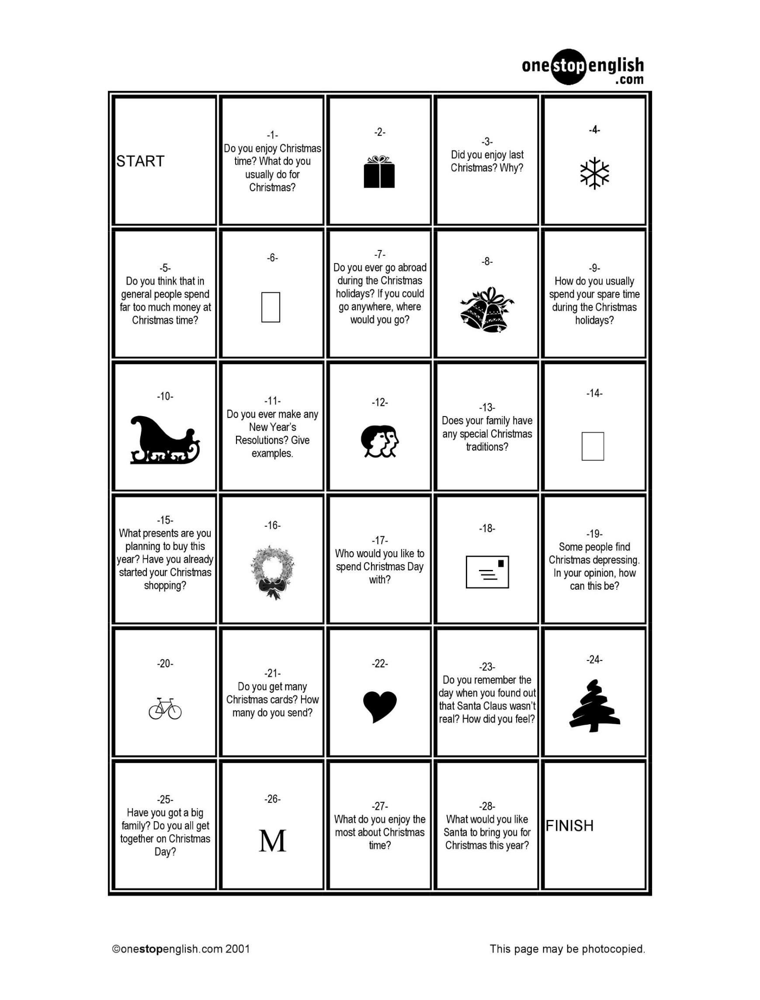 onestopenglish
.com
START
-1-
Do you enjoy Christmas
time? What do you
usually do for
Christmas?
-2-
-3-
Did you enjoy last
Christmas? Why?
-4-
-5-
Do you think that in
general people spend
far too much money at
Christmas time?
-6-
-7-
Do you ever go abroad
during the Christmas
holidays? If you could
go anywhere, where
would you go?
-8-
-9-
How do you usually
spend your spare time
during the Christmas
holidays?
-10-
-11-
Do you ever make any
New Year’s
Resolutions? Give
examples.
-12-
-13-
Does your family have
any special Christmas
traditions?
-14-
-15-
What presents are you
planning to buy this
year? Have you already
started your Christmas
shopping?
-16-
-17-
Who would you like to
spend Christmas Day
with?
-18-
-19-
Some people find
Christmas depressing.
In your opinion, how
can this be?
-20-
-21-
Do you get many
Christmas cards? How
many do you send?
-22-
-23-
Do you remember the
day when you found out
that Santa Claus wasn’t
real? How did you feel?
-24-
-25-
Have you got a big
family? Do you all get
together on Christmas
Day?
-26-
M
-27-
What do you enjoy the
most about Christmas
time?
-28-
What would you like
Santa to bring you for
Christmas this year?
FINISH
©onestopenglish.com 2001
This page may be photocopied.